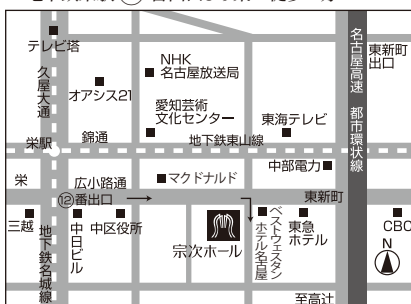 テレビ塔
久屋大通
NHK
名古屋放送局
名古屋高速 都市環状線
東新町
出口
オアシス21
愛知芸術
文化センター
東海テレビ
栄駅
錦通
地下鉄東山線
中部電力
栄
広小路通
マクドナルド
⑫番出口
東新町
三越
地下鉄名城線
中日ビル
中区役所
宗次ホール
ベストウェスタン
ホテル名古屋
東急
ホテル
CBC
N
至高辻